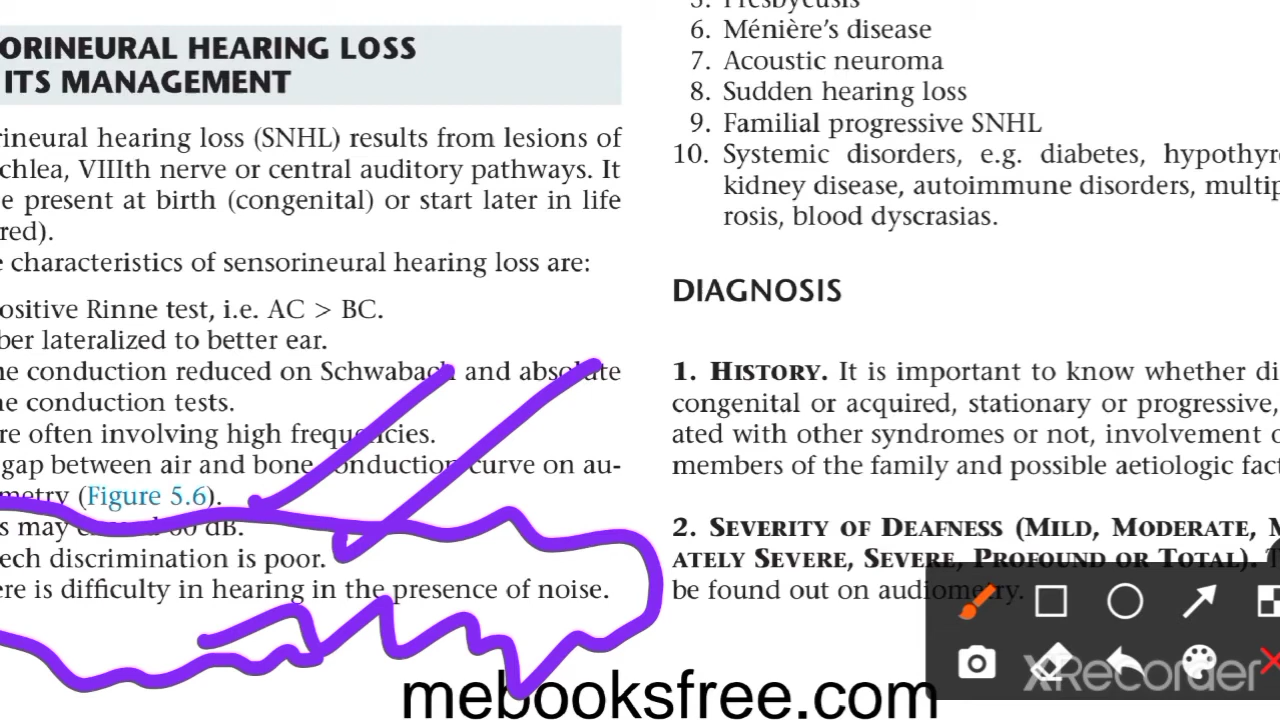 ORINEURAL HEARING LOSS
ITS MANAGEMENT
rineural hearing loss (SNHL) results from lesions of
chlea, VIIIth nerve or central auditory pathways. It
e present at birth (congenital) or start later in life
red).
e characteristics of sensorineural hearing loss are:
ositive Rinne test, i.e. AC > BC.
ber lateralized to better ear.
ne conduction reduced on Schwabach and absolute
ne conduction tests.
re often involving high frequencies.
gap between air and bone conduction curve on au-
metry (Figure 5.6).
s may exceed 60 dB.
ech discrimination is poor.
ere is difficulty in hearing in the presence of noise.
5. Presbycusis
6. Ménière's disease
7. Acoustic neuroma
8. Sudden hearing loss
9. Familial progressive SNHL
10. Systemic disorders, e.g. diabetes, hypothyr
kidney disease, autoimmune disorders, multip
rosis, blood dyscrasias.
DIAGNOSIS
1. HISTORY. It is important to know whether di
congenital or acquired, stationary or progressive,
ated with other syndromes or not, involvement o
members of the family and possible aetiologic fact
2. SEVERITY OF DEAFNESS (MILD, MODERATE, M
ATELY SEVERE, SEVERE, PROFOUND OR TOTAL). T
be found out on audiometry.
XRecorder
mebooksfree.com